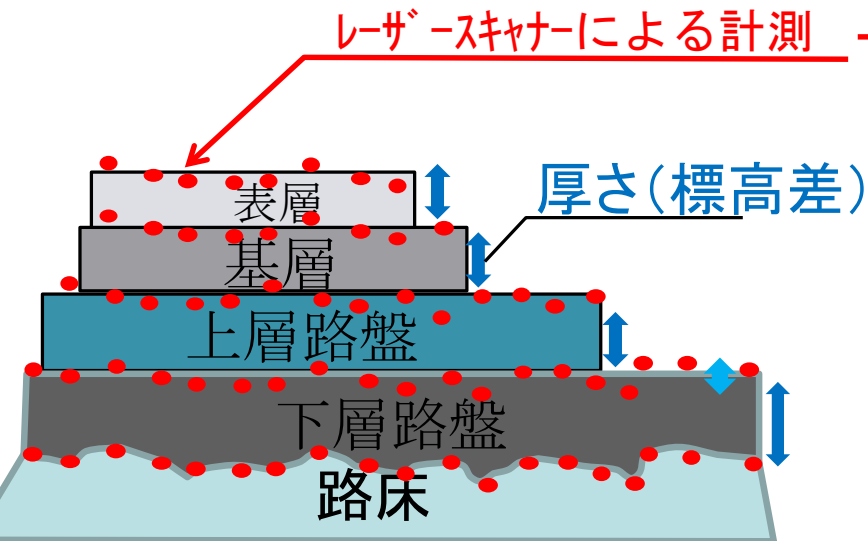 レーザースキャナーによる計測
表層
厚さ(標高差)
基層
上層路盤
下層路盤
路床